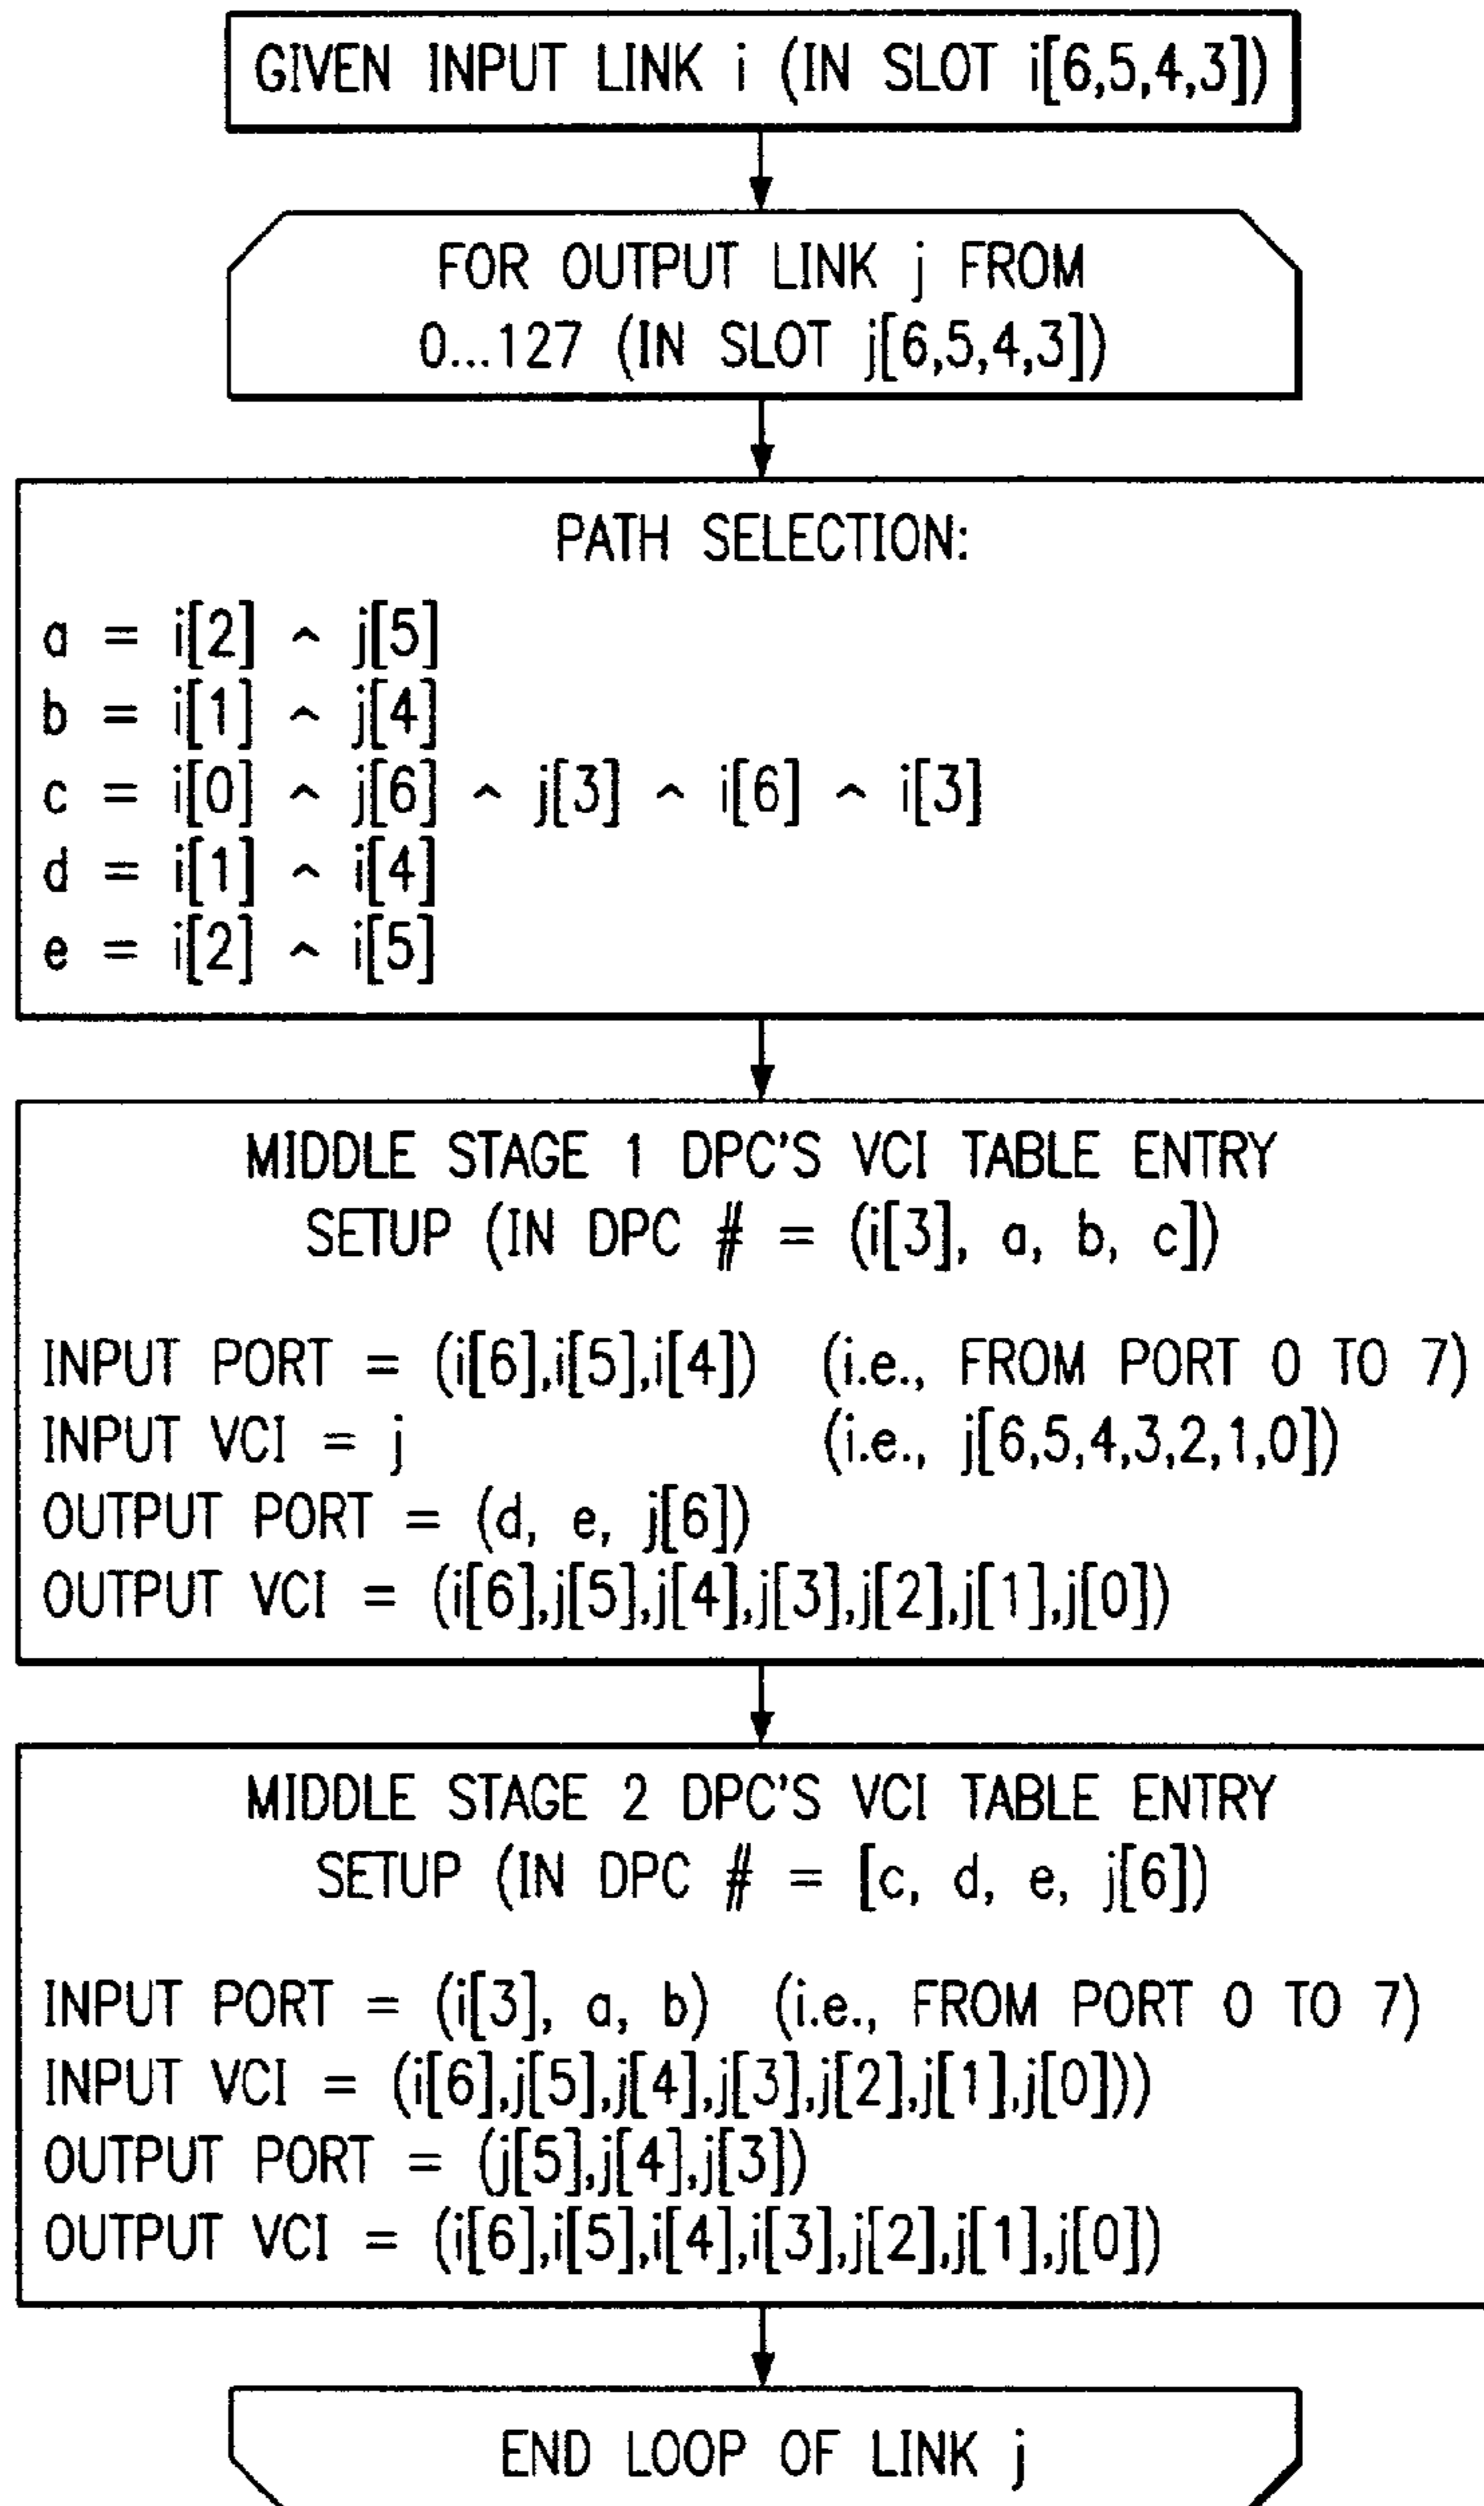 GIVEN INPUT LINK i (IN SLOT i[6,5,4,3])
FOR OUTPUT LINK j FROM
0...127 (IN SLOT j[6,5,4,3])
PATH SELECTION:
a = i[2] ^ j[5]
b = i[1] ^ j[4]
c = i[0] ^ j[6] ^ j[3] ^ i[6] ^ i[3]
d = i[1] ^ i[4]
e = i[2] ^ i[5]
MIDDLE STAGE 1 DPC'S VCI TABLE ENTRY
SETUP (IN DPC # = (i[3], a, b, c])
INPUT PORT = (i[6],i[5],i[4]) (i.e., FROM PORT 0 TO 7)
INPUT VCI = j (i.e., j[6,5,4,3,2,1,0])
OUTPUT PORT = (d, e, j[6])
OUTPUT VCI = (i[6],j[5],j[4],j[3],j[2],j[1],j[0])
MIDDLE STAGE 2 DPC'S VCI TABLE ENTRY
SETUP (IN DPC # = [c, d, e, j[6])
INPUT PORT = (i[3], a, b) (i.e., FROM PORT 0 TO 7)
INPUT VCI = (i[6],j[5],j[4],j[3],j[2],j[1],j[0]))
OUTPUT PORT = (j[5],j[4],j[3])
OUTPUT VCI = (i[6],i[5],i[4],i[3],j[2],j[1],j[0])
END LOOP OF LINK j